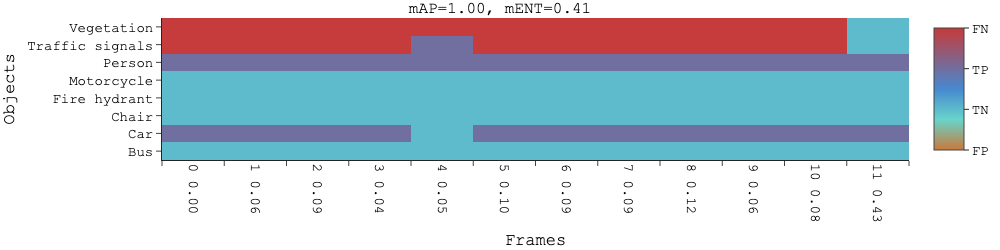 mAP=1.00, mENT=0.41
Objects
Vegetation
Traffic signals
Person
Motorcycle
Fire hydrant
Chair
Car
Bus
0 0.00
1 0.06
2 0.09
3 0.04
4 0.05
5 0.10
6 0.09
7 0.09
8 0.12
9 0.06
10 0.08
11 0.43
Frames
FN
TP
TN
FP